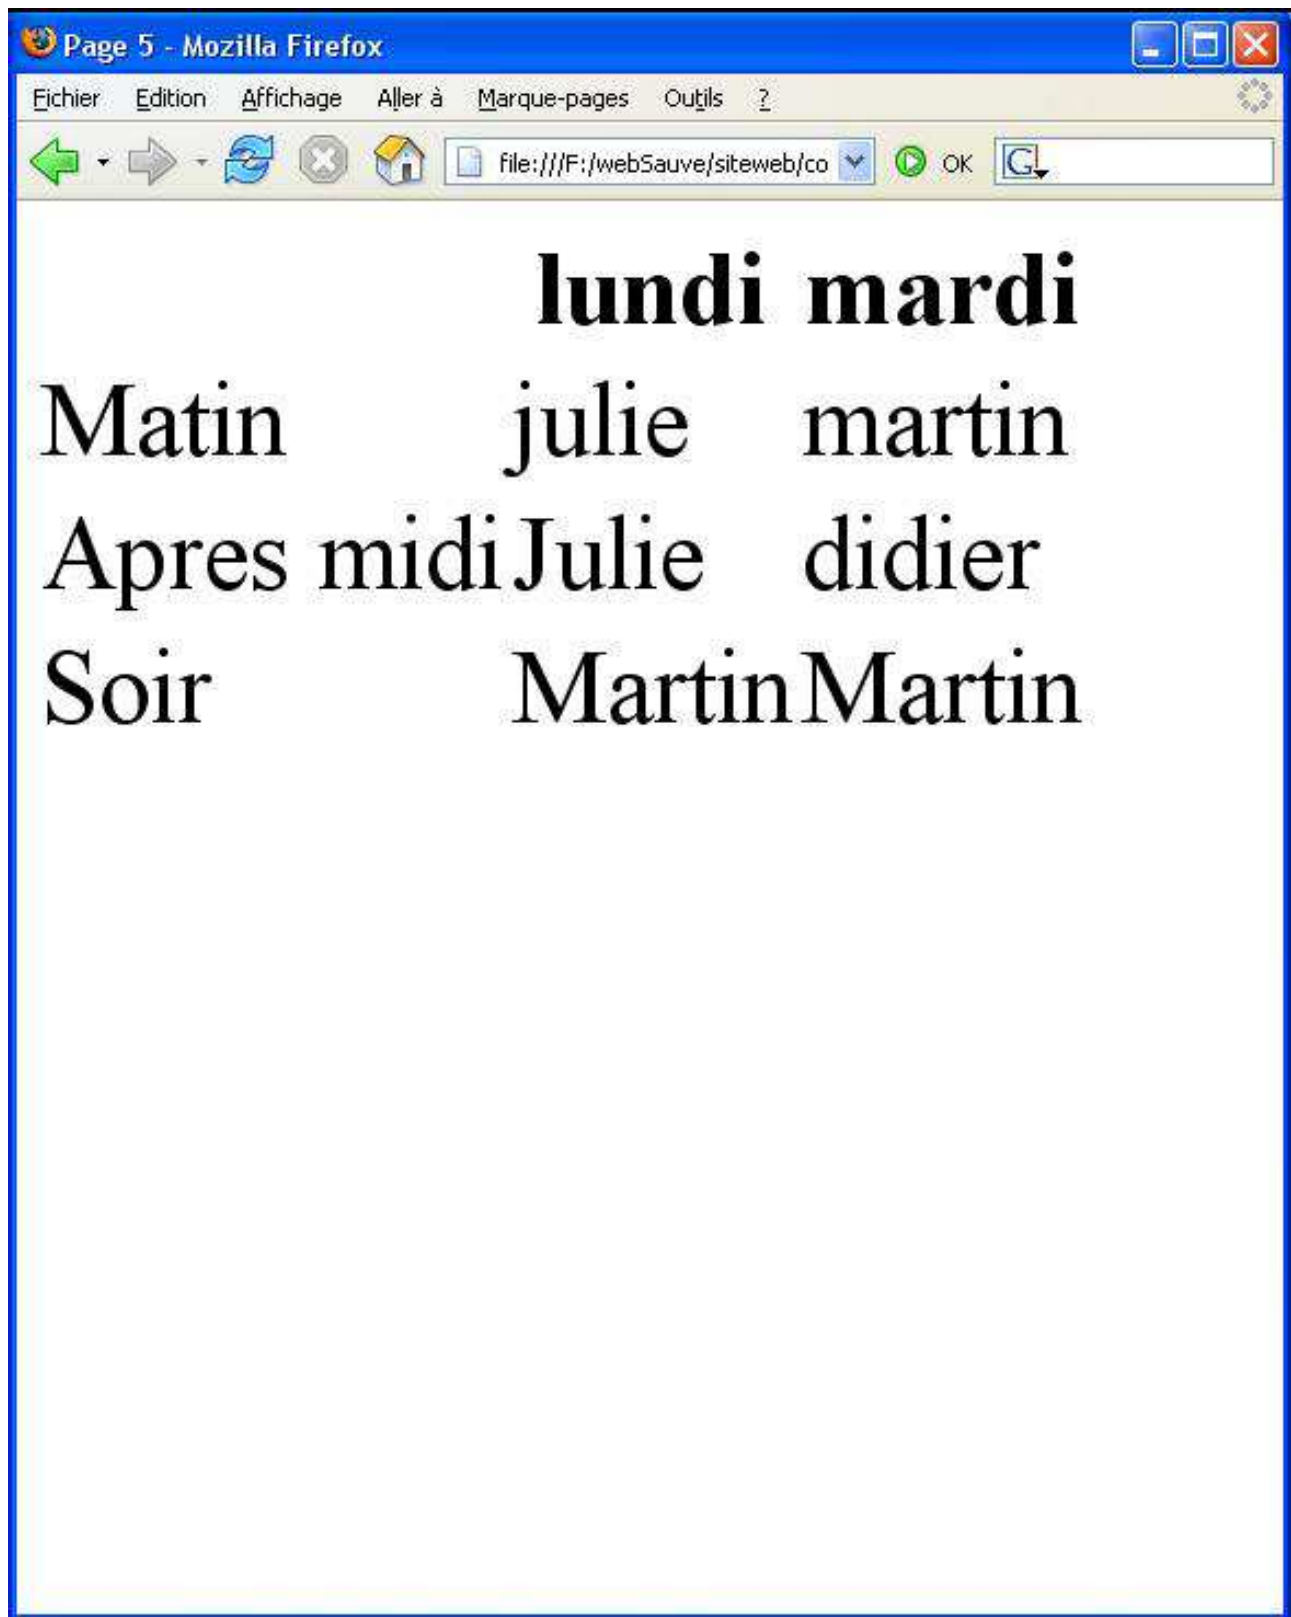 Page 5 - Mozilla Firefox
Fichier Edition Affichage Aller à Marque-pages Outils ?
file:///F:/webSauve/siteweb/co OK G
lundi mardi
Matin julie martin
Apres midi Julie didier
Soir Martin Martin